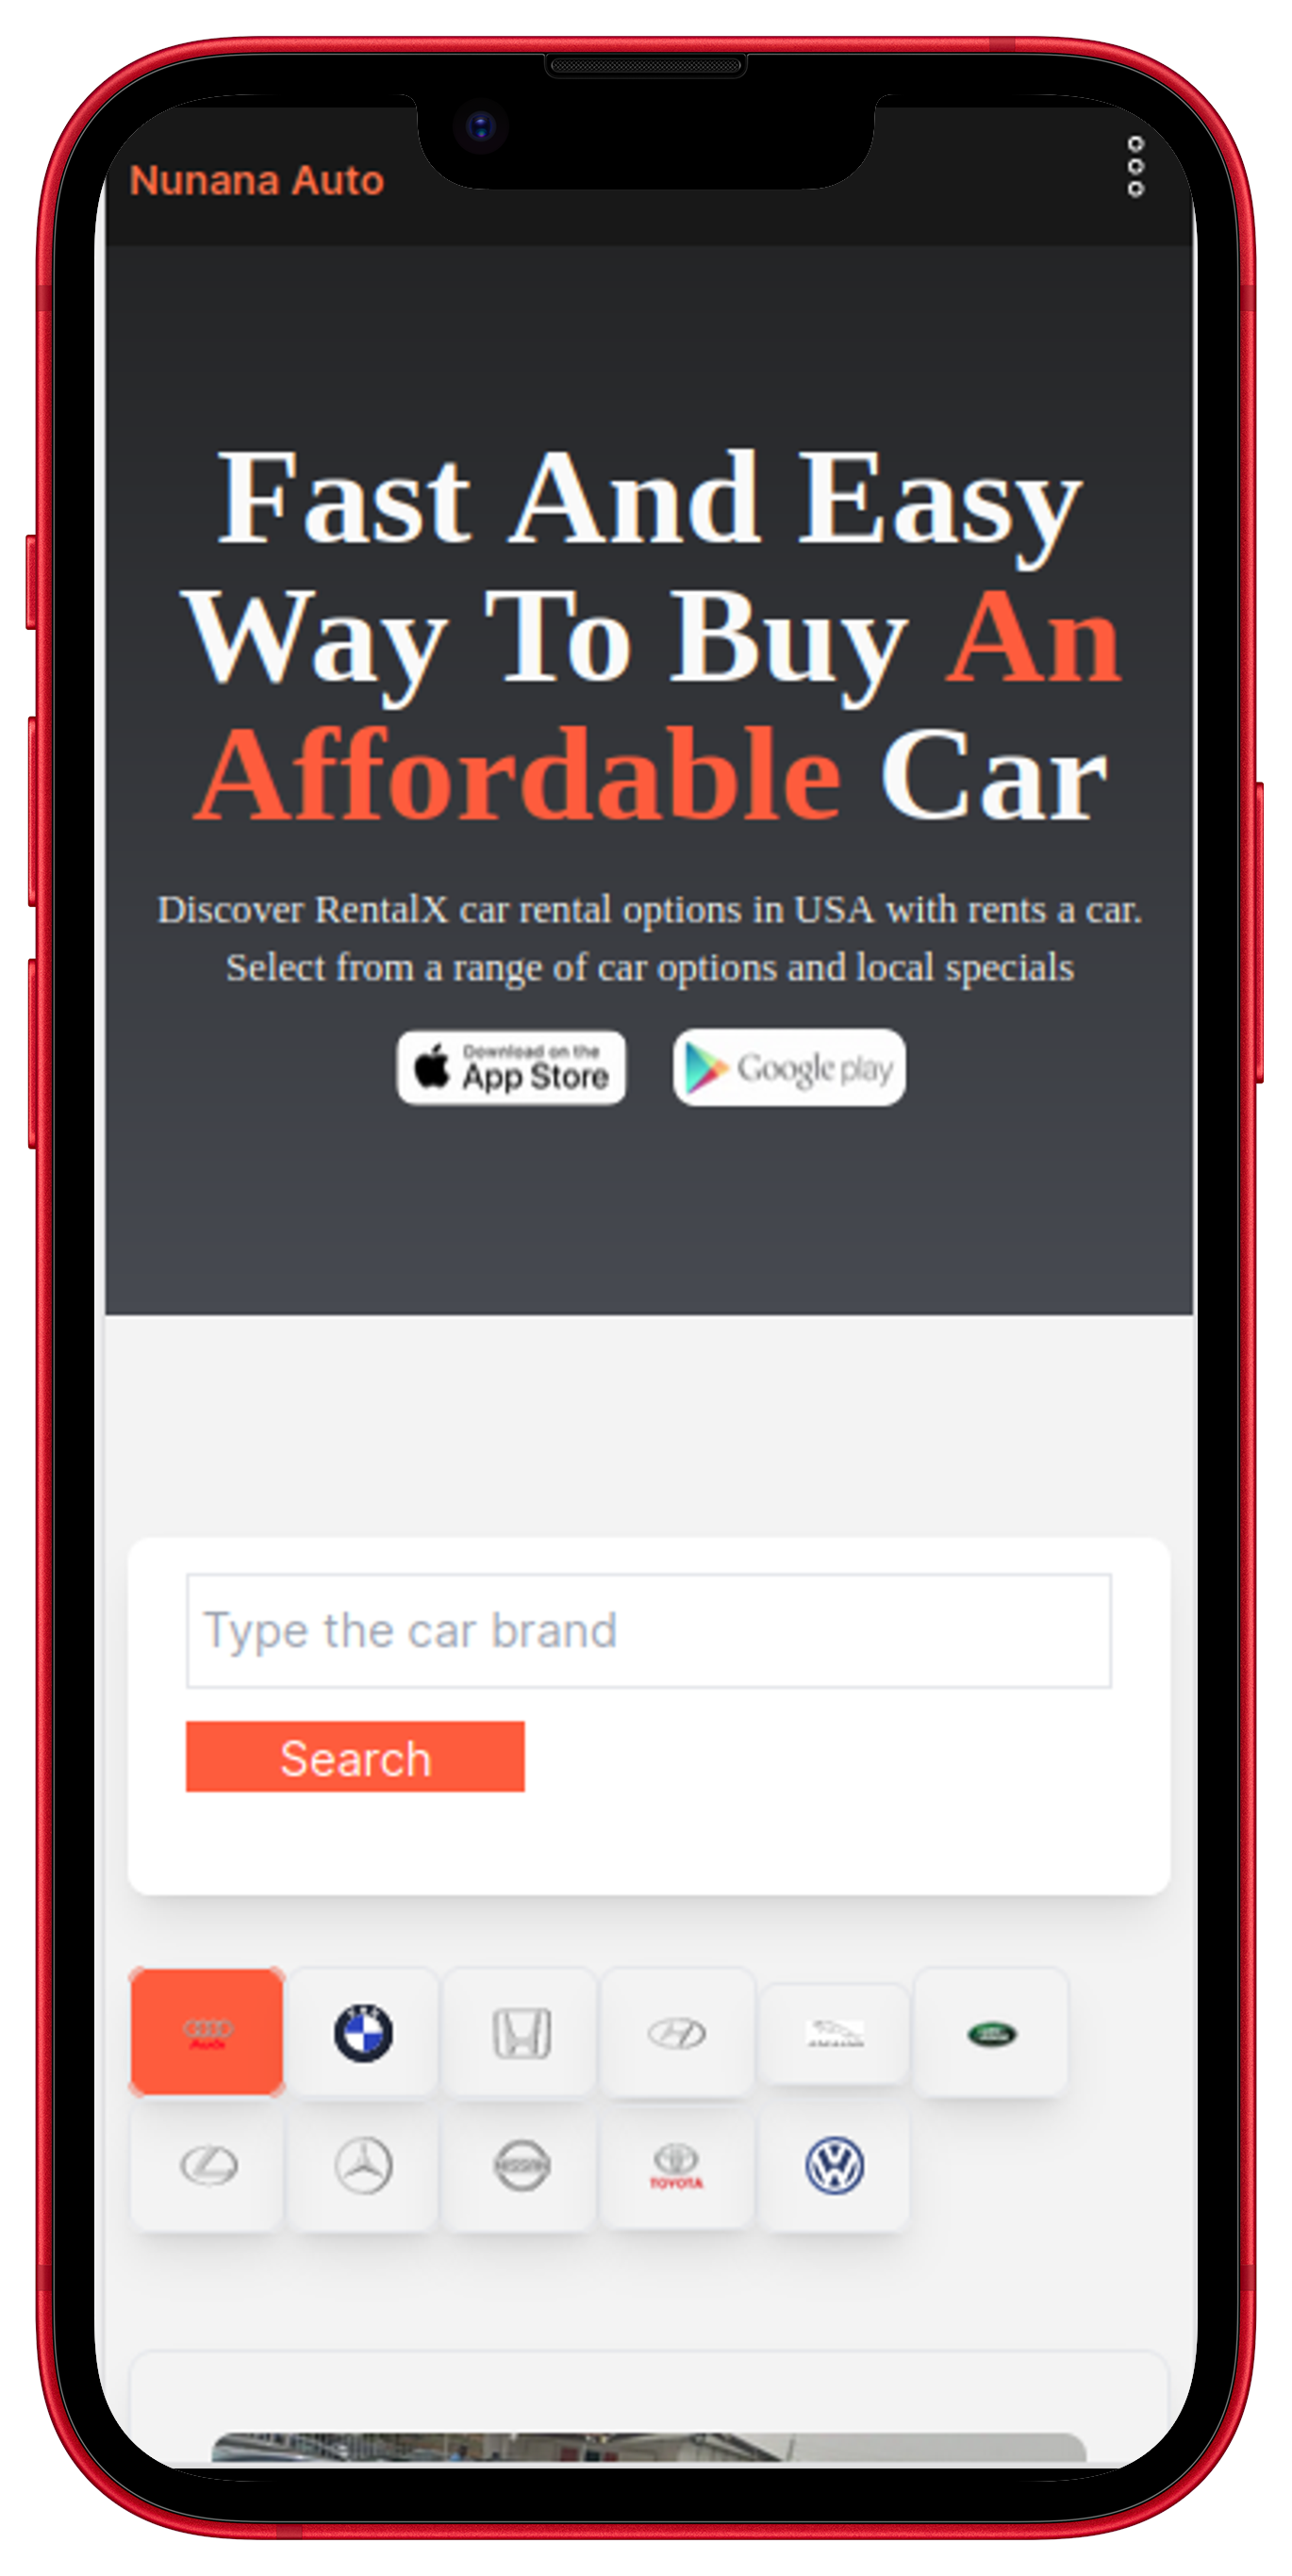 Nunana Auto
Fast And Easy
Way To Buy An
Affordable Car
Discover RentalX car rental options in USA with rents a car.
Select from a range of car options and local specials
Download on the
App Store
Google play
Type the car brand
Search
Audi
NISSAN
TOYOTA